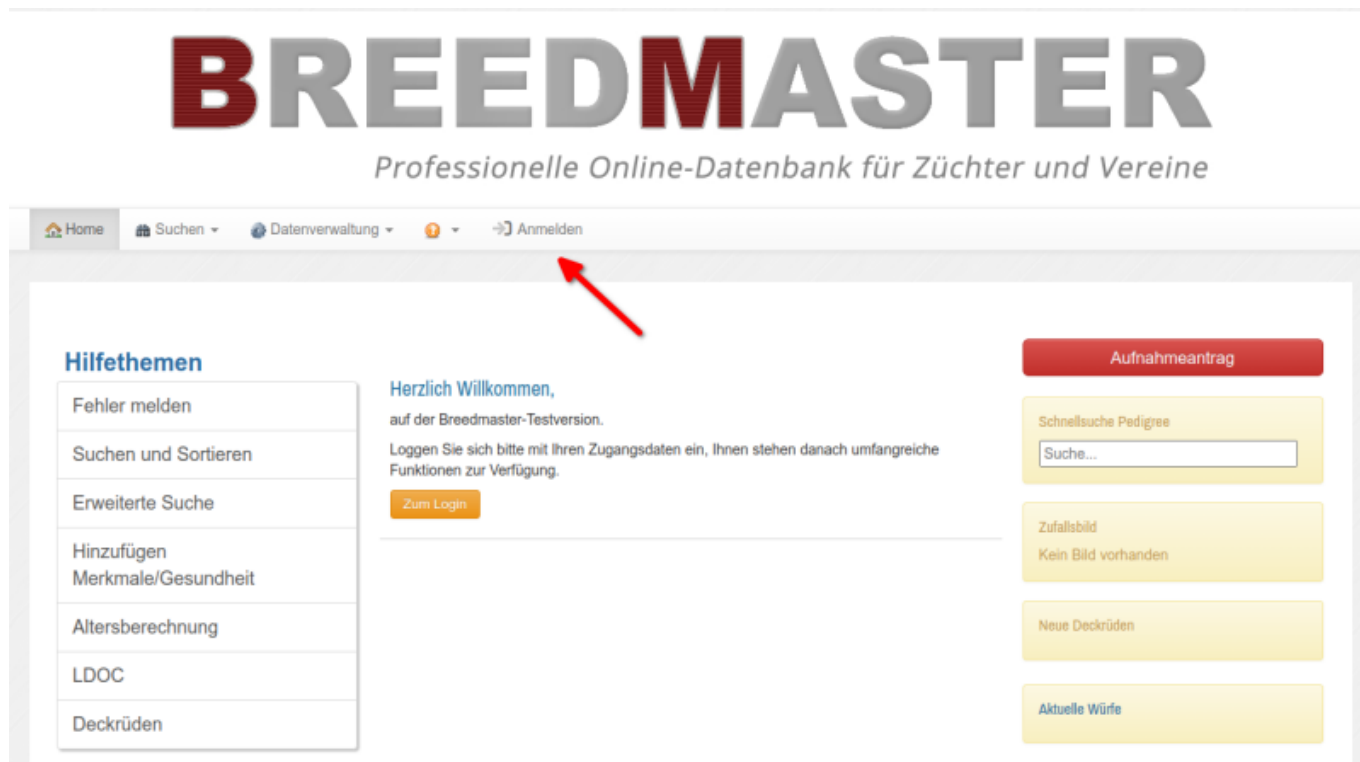 BREEDMASTER
Professionelle Online-Datenbank für Züchter und Vereine
Home Suchen Datenverwaltung Anmelden
Hilfethemen
Fehler melden
Suchen und Sortieren
Erweiterte Suche
Hinzufügen
Merkmale/Gesundheit
Altersberechnung
LDOC
Deckrüden
Herzlich Willkommen,
auf der Breedmaster-Testversion.
Loggen Sie sich bitte mit Ihren Zugangsdaten ein, Ihnen stehen danach umfangreiche
Funktionen zur Verfügung.
Zum Login
Aufnahmeantrag
Schnellsuche Pedigree
Suche...
Zufallsbild
Kein Bild vorhanden
Neue Deckrüden
Aktuelle Würfe